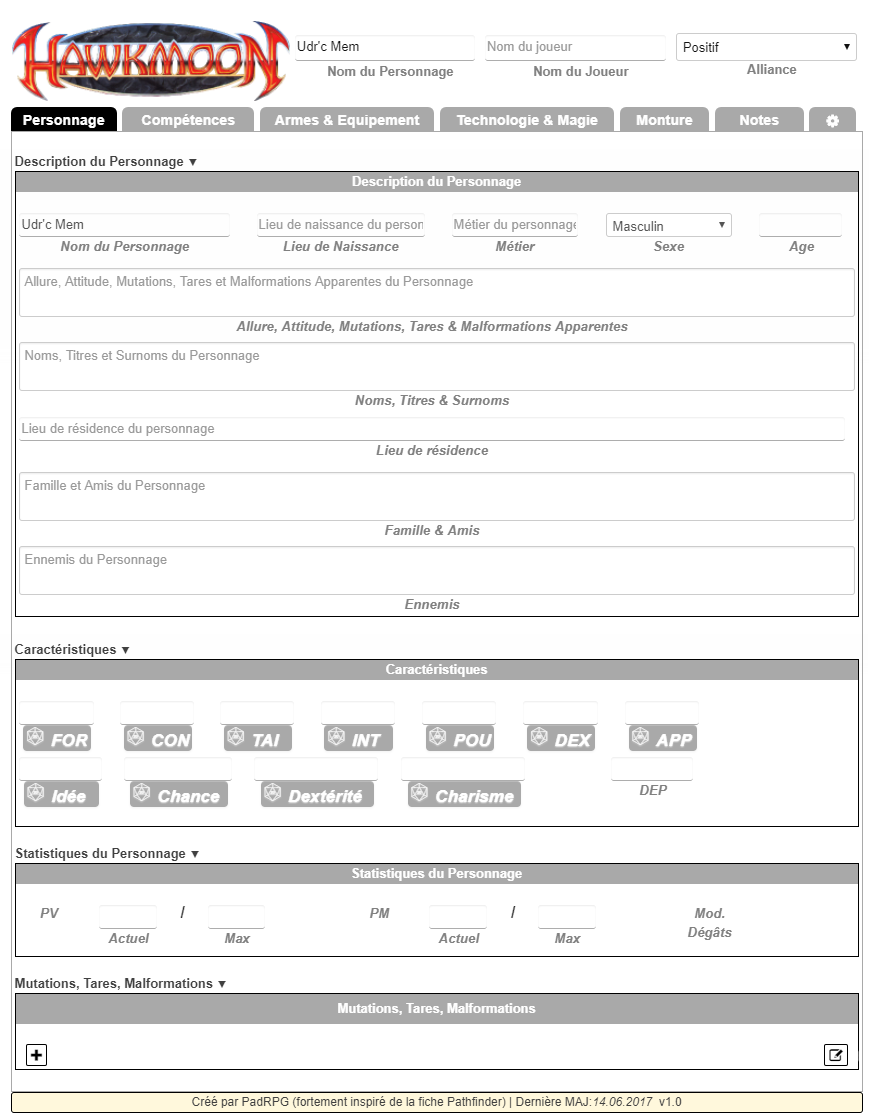 HAWKMOON
Udr'c Mem Nom du joueur Positif ▼
Nom du Personnage Nom du Joueur Alliance
Personnage Compétences Armes & Equipement Technologie & Magie Monture Notes
Description du Personnage ▼
Description du Personnage
Udr'c Mem Lieu de naissance du person Métier du personnage Masculin ▼
Nom du Personnage Lieu de Naissance Métier Sexe Age
Allure, Attitude, Mutations, Tares et Malformations Apparentes du Personnage
Allure, Attitude, Mutations, Tares & Malformations Apparentes
Noms, Titres et Surnoms du Personnage
Noms, Titres & Surnoms
Lieu de résidence du personnage
Lieu de résidence
Famille et Amis du Personnage
Famille & Amis
Ennemis du Personnage
Ennemis
Caractéristiques ▼
Caractéristiques
FOR CON TAI INT POU DEX APP
Idée Chance Dextérité Charisme DEP
Statistiques du Personnage ▼
Statistiques du Personnage
PV / PM / Mod.
Actuel Max Actuel Max Dégâts
Mutations, Tares, Malformations ▼
Mutations, Tares, Malformations
Créé par PadRPG (fortement inspiré de la fiche Pathfinder) | Dernière MAJ:14.06.2017 v1.0